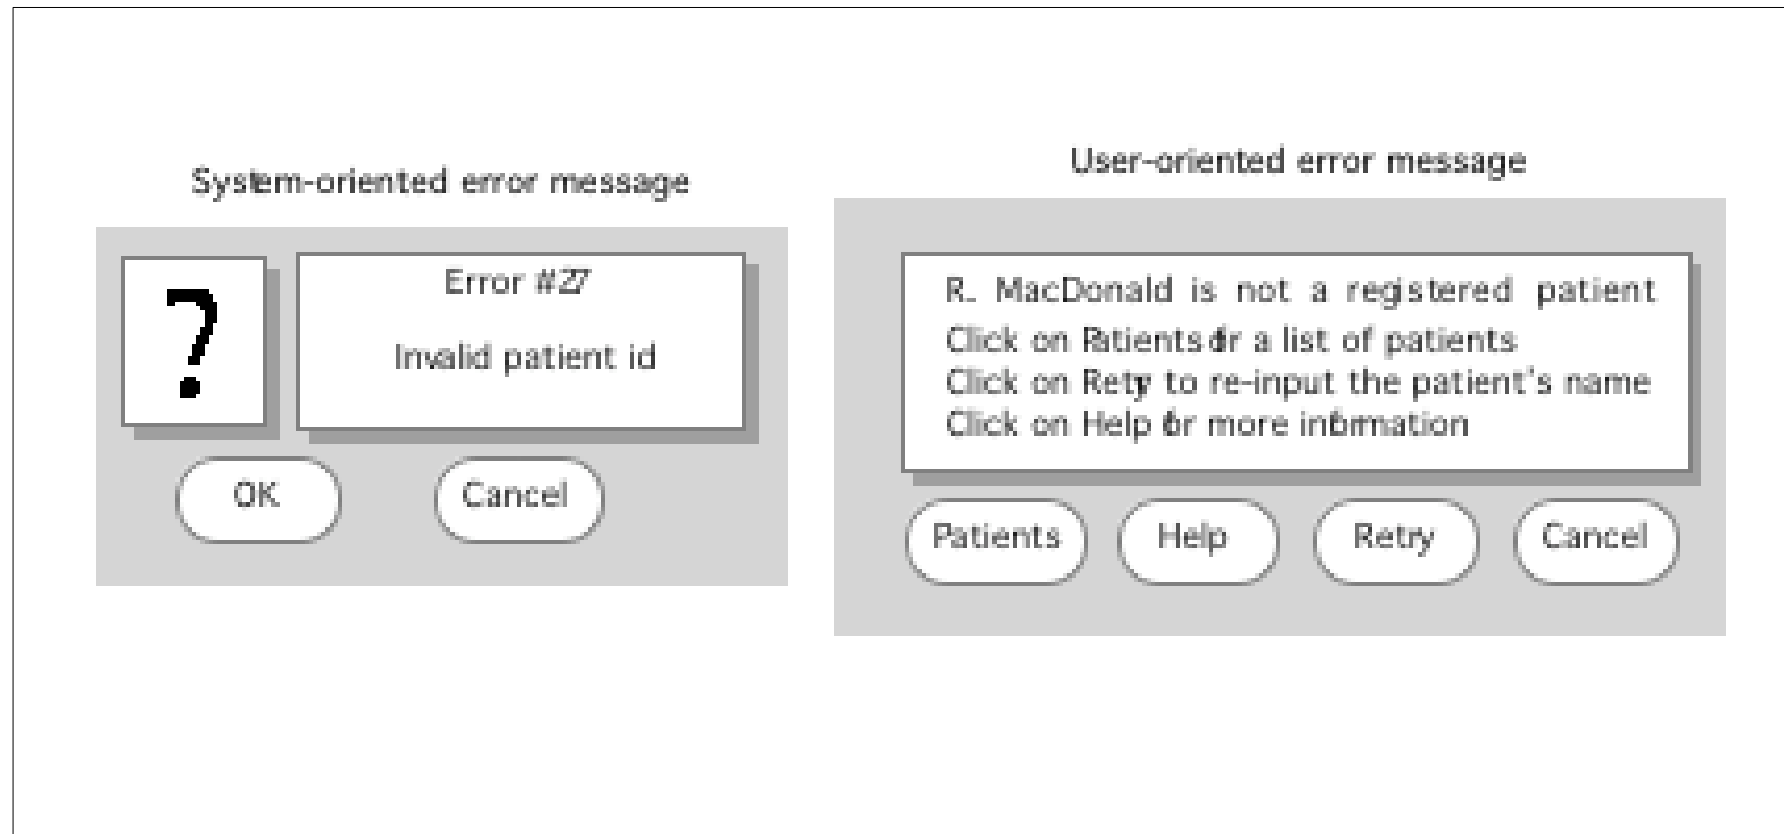 System-oriented error message
?
Error #27
Invalid patient id
OK
Cancel
User-oriented error message
R. MacDonald is not a registered patient
Click on Patients for a list of patients
Click on Retry to re-input the patient's name
Click on Help for more information
Patients
Help
Retry
Cancel